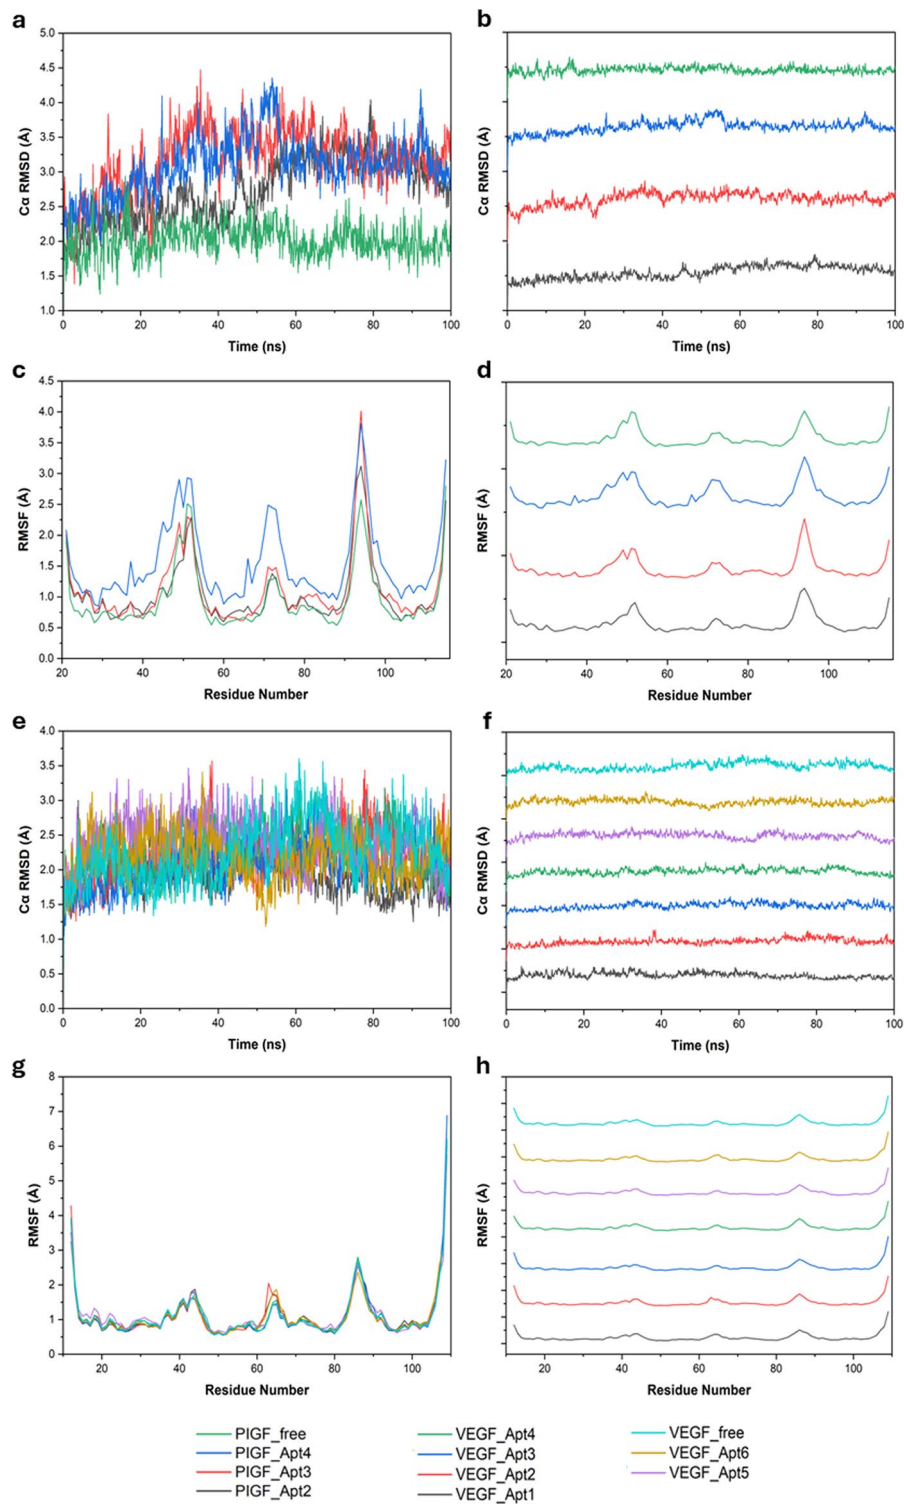 a
b
5.0
4.5
4.0
3.5
3.0
2.5
2.0
1.5
1.0
Cα RMSD (Å)
Cα RMSD (Å)
0 20 40 60 80 100
0 20 40 60 80 100
Time (ns)
Time (ns)
c
d
4.5
4.0
3.5
3.0
2.5
2.0
1.5
1.0
0.5
0.0
RMSF (Å)
RMSF (Å)
20 40 60 80 100
20 40 60 80 100
Residue Number
Residue Number
e
f
4.0
3.5
3.0
2.5
2.0
1.5
1.0
0.5
0.0
Cα RMSD (Å)
Cα RMSD (Å)
0 20 40 60 80 100
0 20 40 60 80 100
Time (ns)
Time (ns)
g
h
8
7
6
5
4
3
2
1
0
RMSF (Å)
RMSF (Å)
20 40 60 80 100
20 40 60 80 100
Residue Number
Residue Number
PlGF_free VEGF_Apt4 VEGF_free
PlGF_Apt4 VEGF_Apt3 VEGF_Apt6
PlGF_Apt3 VEGF_Apt2 VEGF_Apt5
PlGF_Apt2 VEGF_Apt1